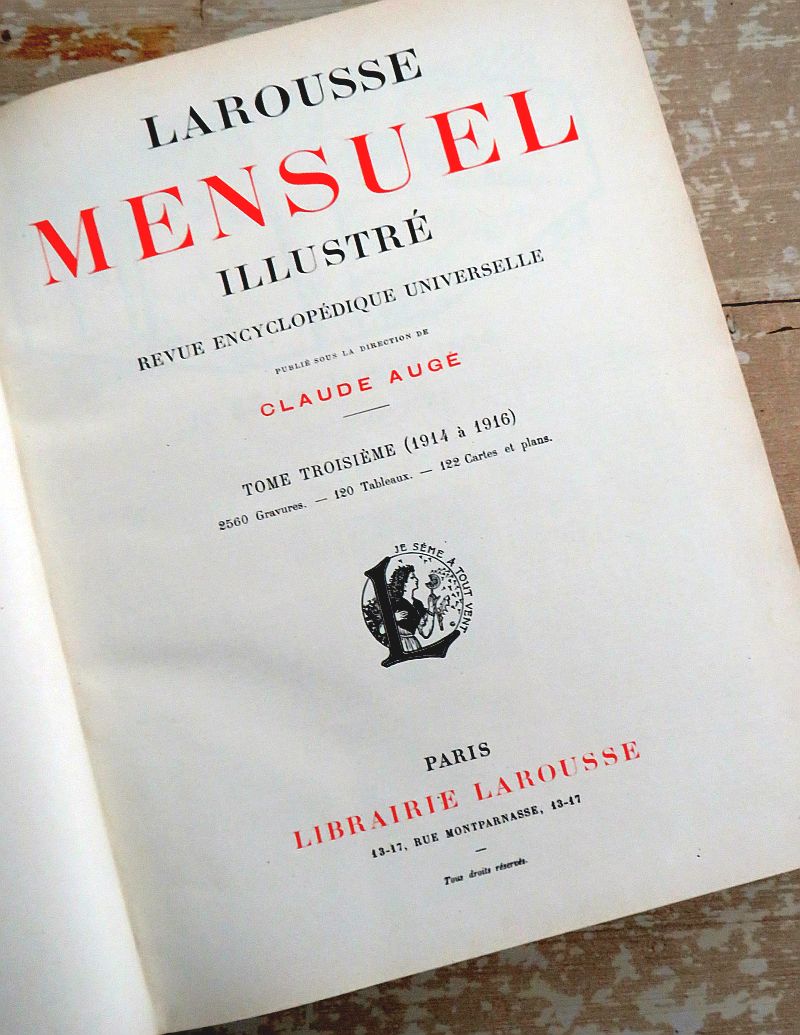 LAROUSSE
MENSUEL
ILLUSTRÉ
REVUE ENCYCLOPÉDIQUE UNIVERSELLE
PUBLIÉ SOUS LA DIRECTION DE
CLAUDE AUGÉ
TOME TROISIÈME (1914 à 1916)
2560 Gravures. — 120 Tableaux. — 122 Cartes et plans.
JE SÈME À TOUT VENT
L
PARIS
LIBRAIRIE LAROUSSE
13-17, RUE MONTPARNASSE, 13-17
Tous droits réservés.